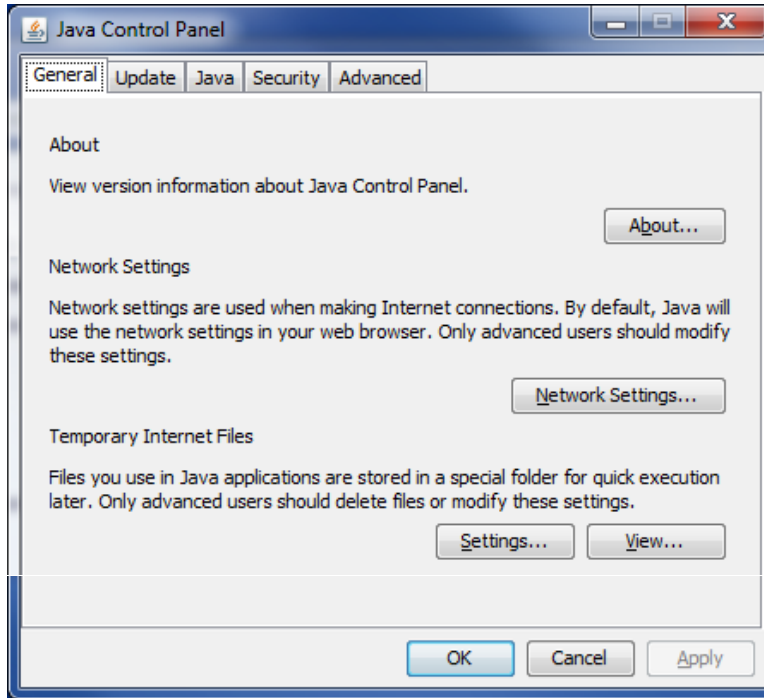 Java Control Panel
General Update Java Security Advanced
About
View version information about Java Control Panel.
About...
Network Settings
Network settings are used when making Internet connections. By default, Java will
use the network settings in your web browser. Only advanced users should modify
these settings.
Network Settings...
Temporary Internet Files
Files you use in Java applications are stored in a special folder for quick execution
later. Only advanced users should delete files or modify these settings.
Settings... View...
OK Cancel Apply